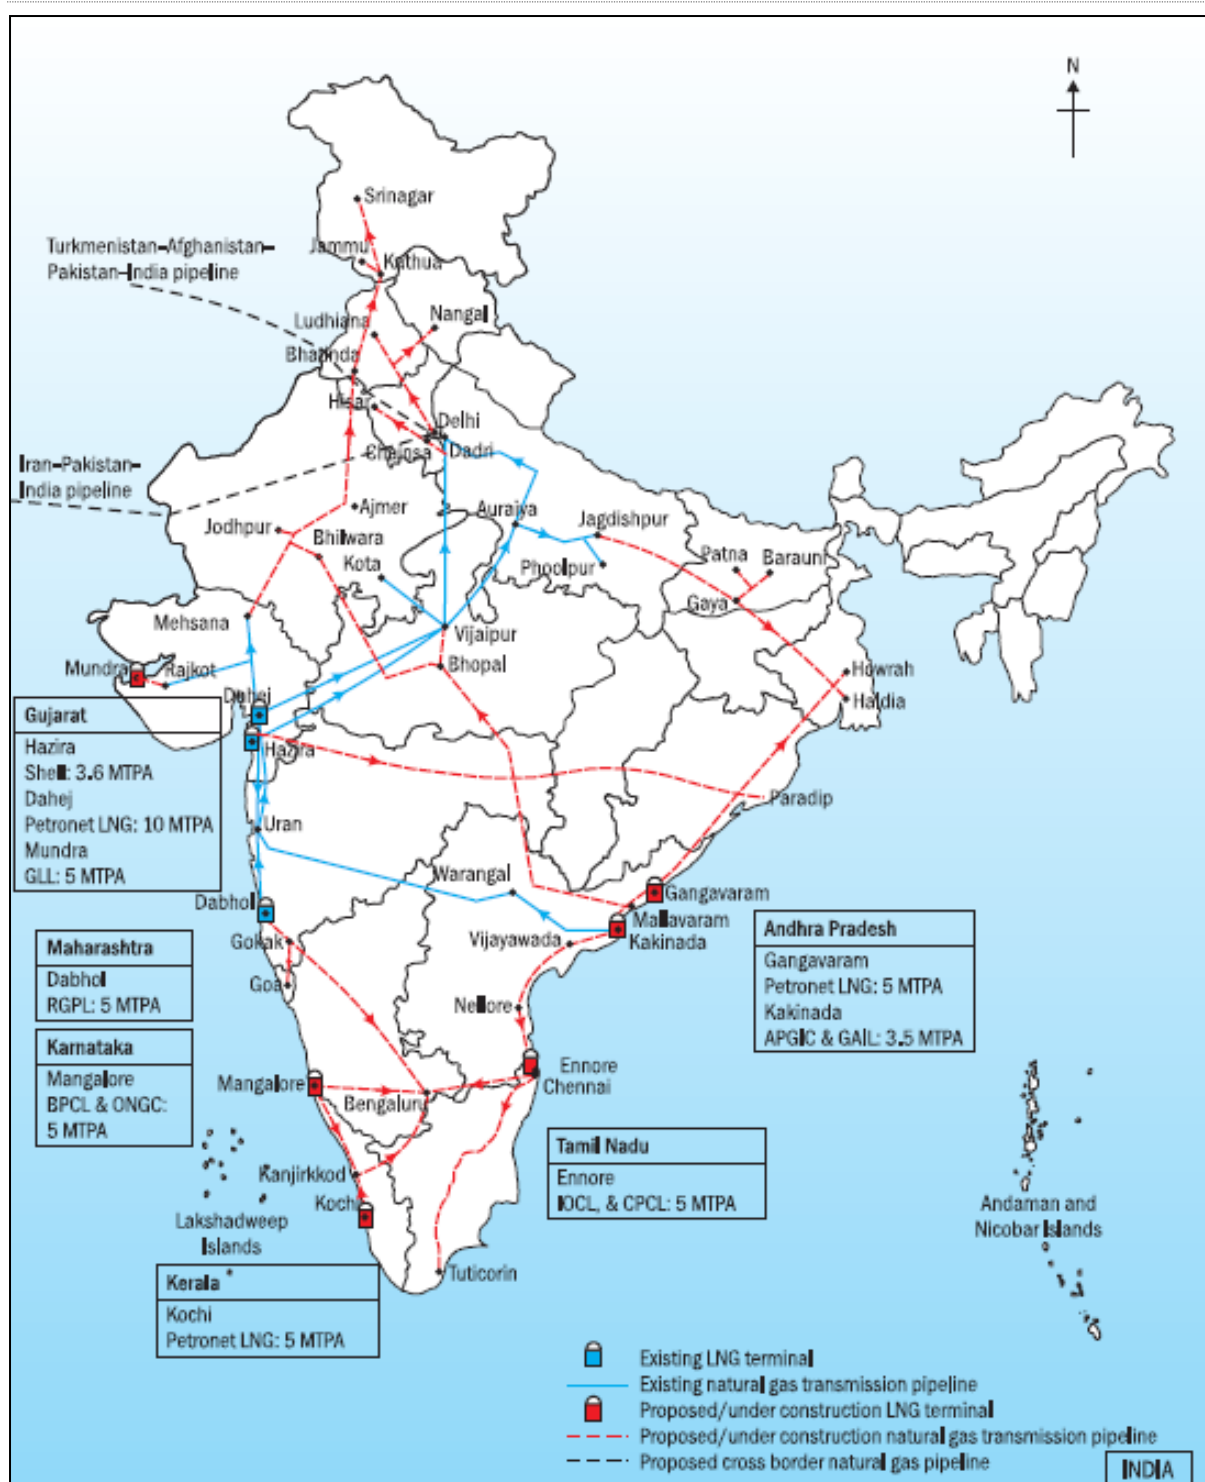 N
Srinagar
Turkmenistan–Afghanistan–
Pakistan–India pipeline
Jammu
Kathua
Ludhiana
Nangal
Bhatinda
Hisar
Delhi
Chainsa
Dadri
Iran–Pakistan–
India pipeline
Ajmer
Auraiya
Jagdishpur
Jodhpur
Bhilwara
Kota
Phoolpur
Patna
Barauni
Gaya
Mehsana
Vijaipur
Mundra
Rajkot
Bhopal
Howrah
Dahej
Haldia
Gujarat
Hazira
Shell: 3.6 MTPA
Dahej
Petronet LNG: 10 MTPA
Mundra
GLL: 5 MTPA
Hazira
Paradip
Uran
Warangal
Dabhol
Gangavaram
Mallavaram
Kakinada
Vijayawada
Gokak
Goa
Maharashtra
Dabhol
RGPL: 5 MTPA
Andhra Pradesh
Gangavaram
Petronet LNG: 5 MTPA
Kakinada
APGIC & GAIL: 3.5 MTPA
Nellore
Karnataka
Mangalore
BPCL & ONGC:
5 MTPA
Ennore
Chennai
Mangalore
Bengaluru
Tamil Nadu
Ennore
IOCL, & CPCL: 5 MTPA
Kanjirkkod
Kochi
Lakshadweep
Islands
Andaman and
Nicobar Islands
Tuticorin
Kerala
Kochi
Petronet LNG: 5 MTPA
Existing LNG terminal
Existing natural gas transmission pipeline
Proposed/under construction LNG terminal
Proposed/under construction natural gas transmission pipeline
Proposed cross border natural gas pipeline
INDIA